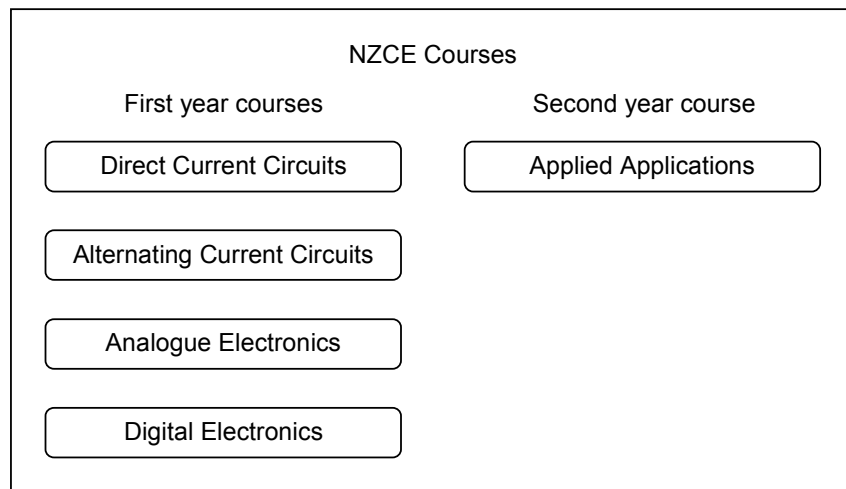 NZCE Courses
First year courses
Second year course
Direct Current Circuits
Applied Applications
Alternating Current Circuits
Analogue Electronics
Digital Electronics